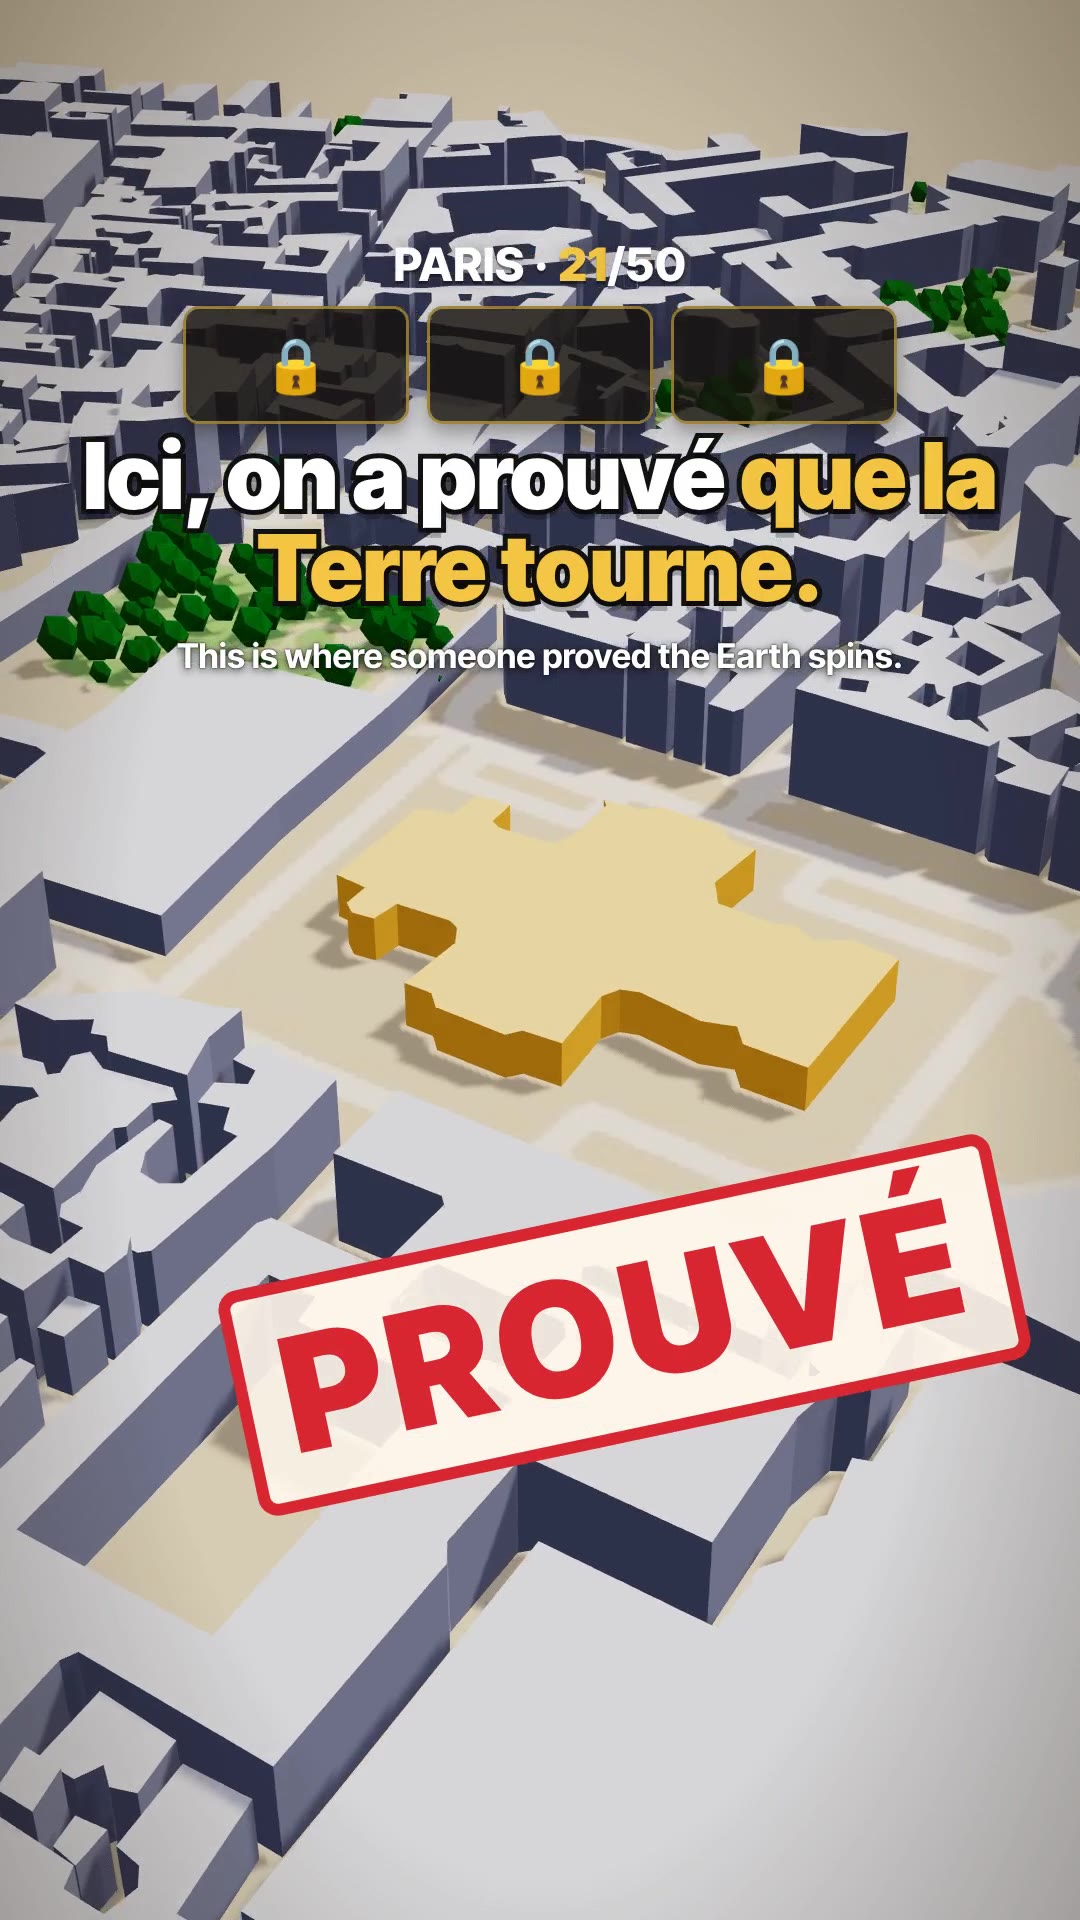 PARIS · 21/50
Ici, on a prouvé que la
Terre tourne.
This is where someone proved the Earth spins.
PROUVÉ